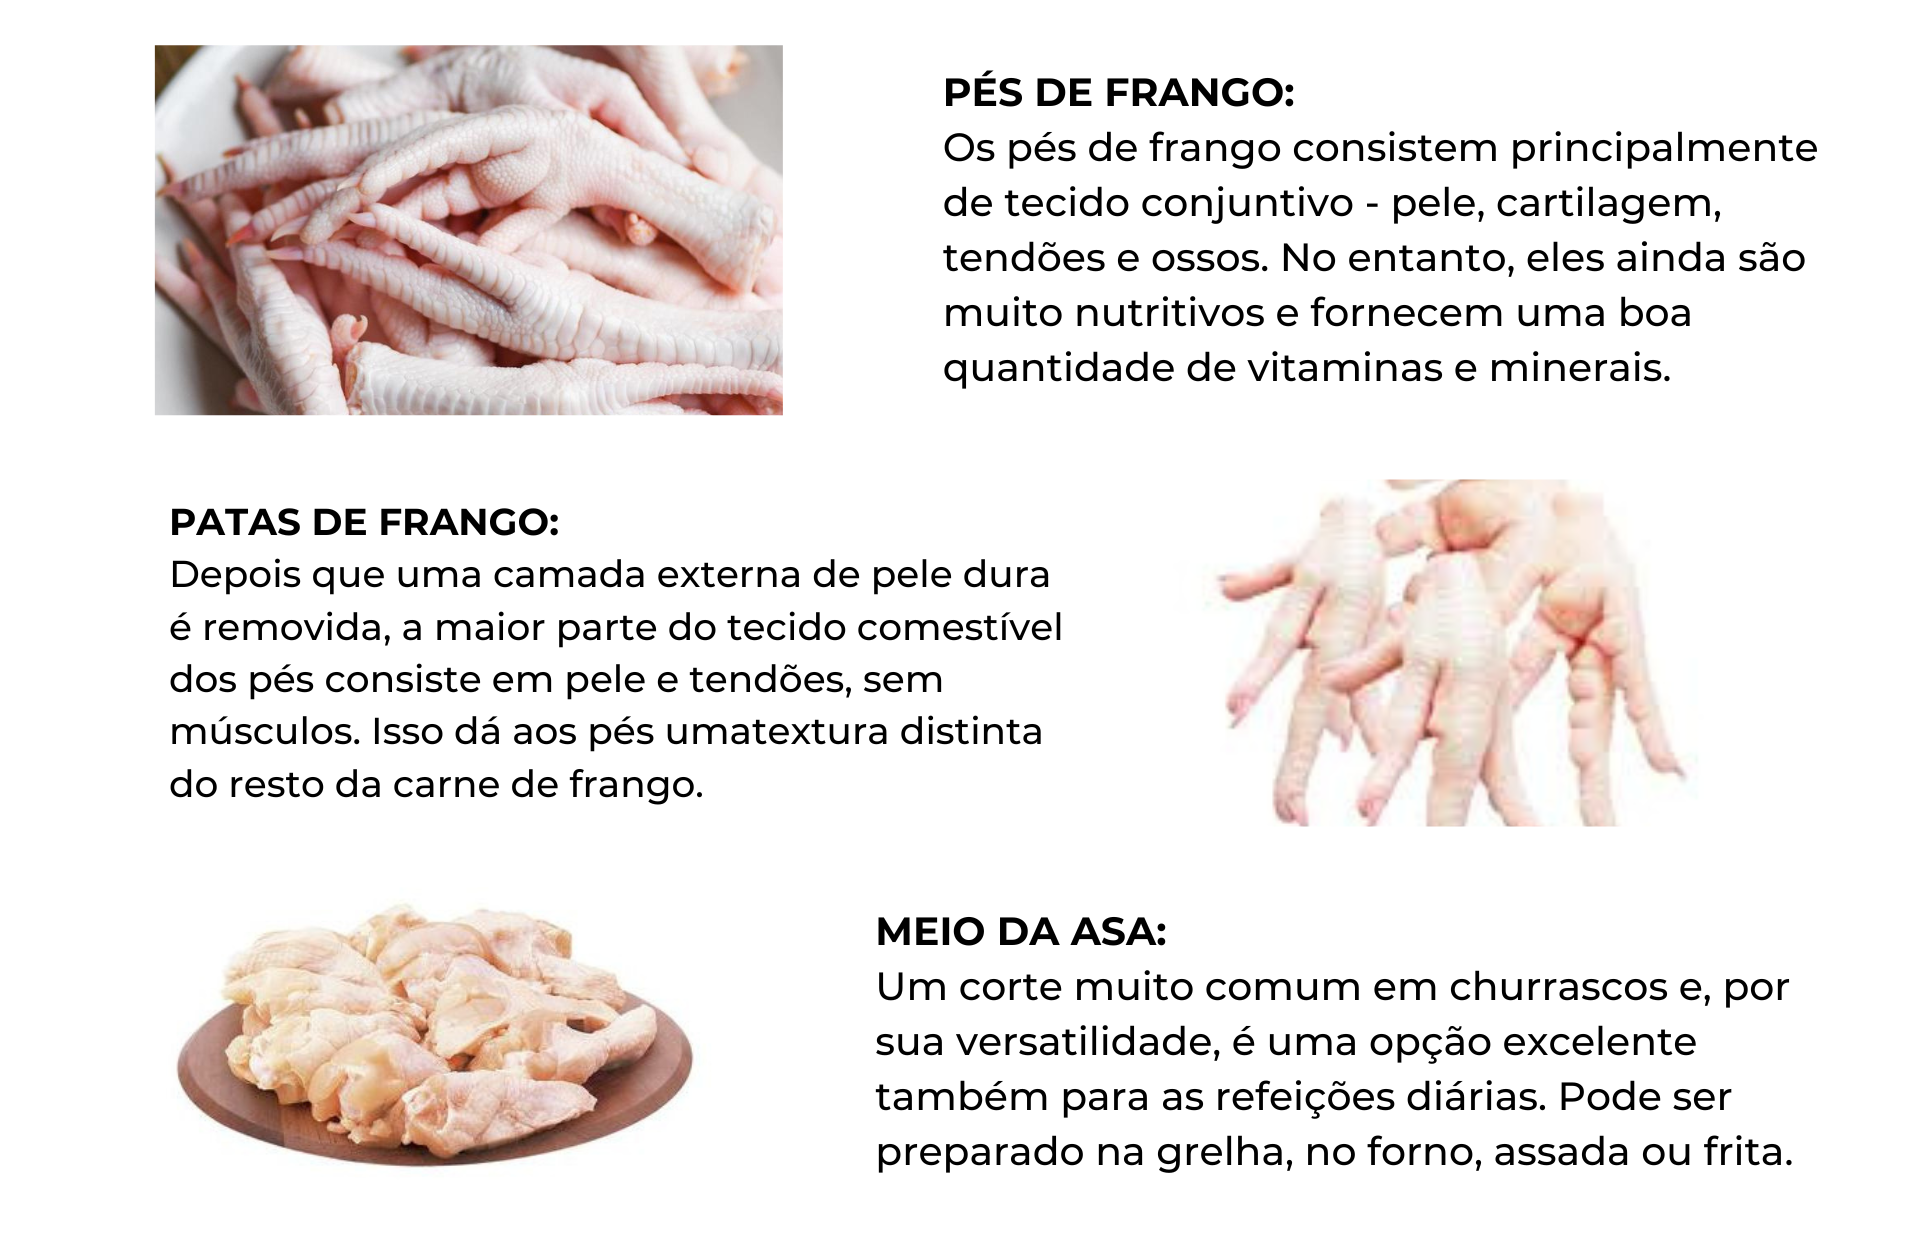 PÉS DE FRANGO:
Os pés de frango consistem principalmente
de tecido conjuntivo - pele, cartilagem,
tendões e ossos. No entanto, eles ainda são
muito nutritivos e fornecem uma boa
quantidade de vitaminas e minerais.
PATAS DE FRANGO:
Depois que uma camada externa de pele dura
é removida, a maior parte do tecido comestível
dos pés consiste em pele e tendões, sem
músculos. Isso dá aos pés umatextura distinta
do resto da carne de frango.
MEIO DA ASA:
Um corte muito comum em churrascos e, por
sua versatilidade, é uma opção excelente
também para as refeições diárias. Pode ser
preparado na grelha, no forno, assada ou frita.